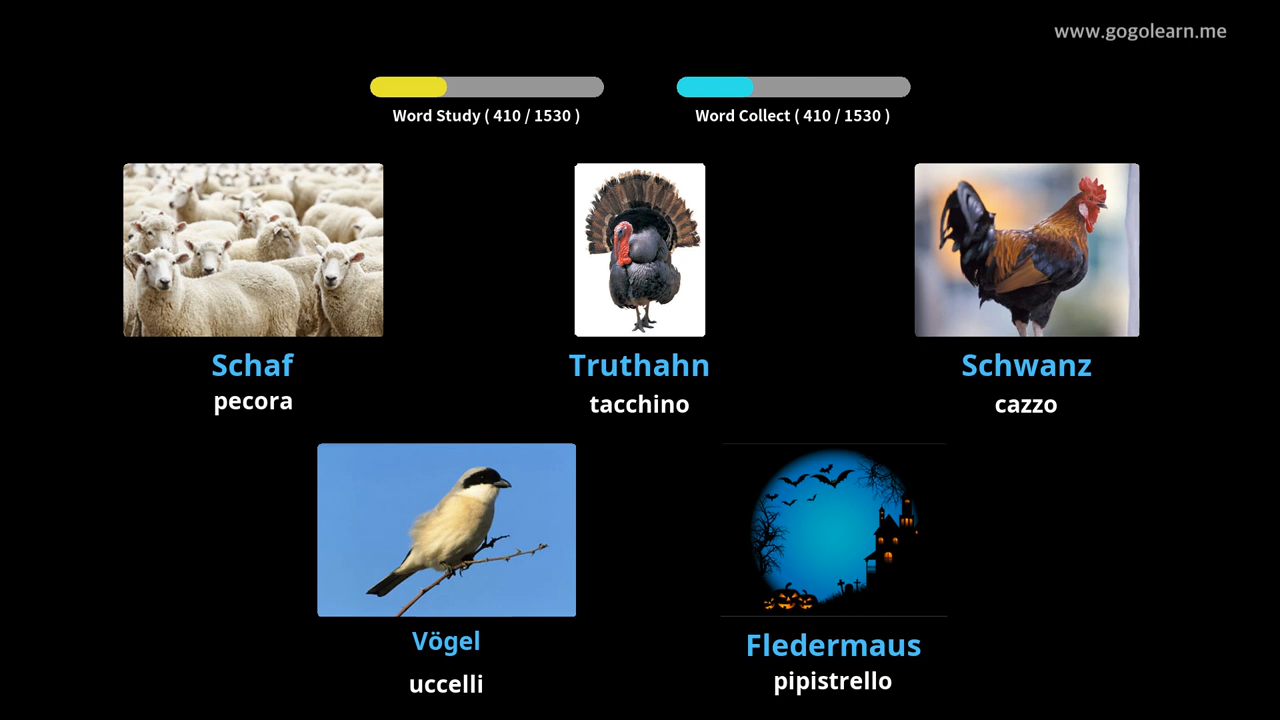 www.gogolearn.me
Word Study ( 410 / 1530 )
Word Collect ( 410 / 1530 )
Schaf
pecora
Truthahn
tacchino
Schwanz
cazzo
Vögel
uccelli
Fledermaus
pipistrello